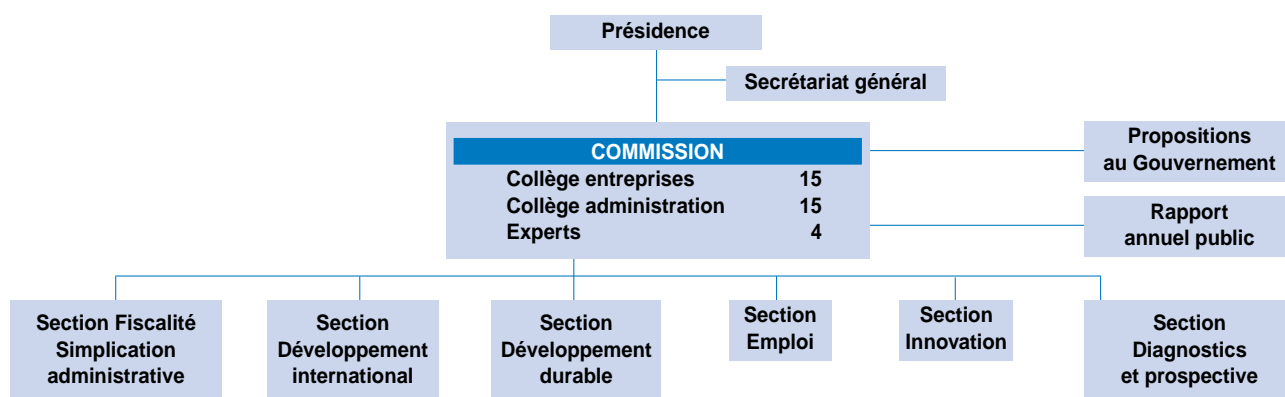 Présidence
Secrétariat général
COMMISSION
Collège entreprises 15
Collège administration 15
Experts 4
Propositions
au Gouvernement
Rapport
annuel public
Section Fiscalité
Simplication
administrative
Section
Développement
international
Section
Développement
durable
Section
Emploi
Section
Innovation
Section
Diagnostics
et prospective